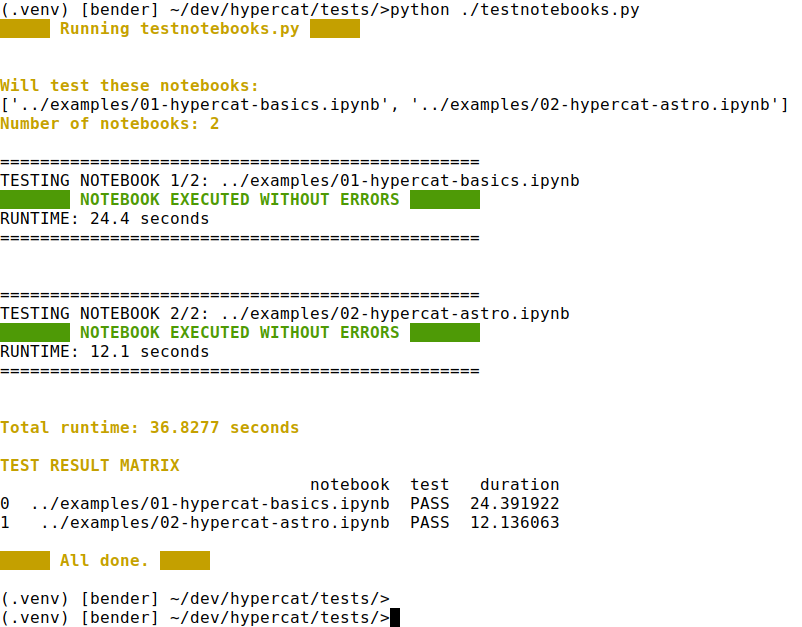 (.venv) [bender] ~/dev/hypercat/tests/>python ./testnotebooks.py
Running testnotebooks.py
Will test these notebooks:
['../examples/01-hypercat-basics.ipynb', '../examples/02-hypercat-astro.ipynb']
Number of notebooks: 2
================================================
TESTING NOTEBOOK 1/2: ../examples/01-hypercat-basics.ipynb
NOTEBOOK EXECUTED WITHOUT ERRORS
RUNTIME: 24.4 seconds
================================================
================================================
TESTING NOTEBOOK 2/2: ../examples/02-hypercat-astro.ipynb
NOTEBOOK EXECUTED WITHOUT ERRORS
RUNTIME: 12.1 seconds
================================================
Total runtime: 36.8277 seconds
TEST RESULT MATRIX
                               notebook  test   duration
0  ../examples/01-hypercat-basics.ipynb  PASS  24.391922
1   ../examples/02-hypercat-astro.ipynb  PASS  12.136063
All done.
(.venv) [bender] ~/dev/hypercat/tests/>
(.venv) [bender] ~/dev/hypercat/tests/>